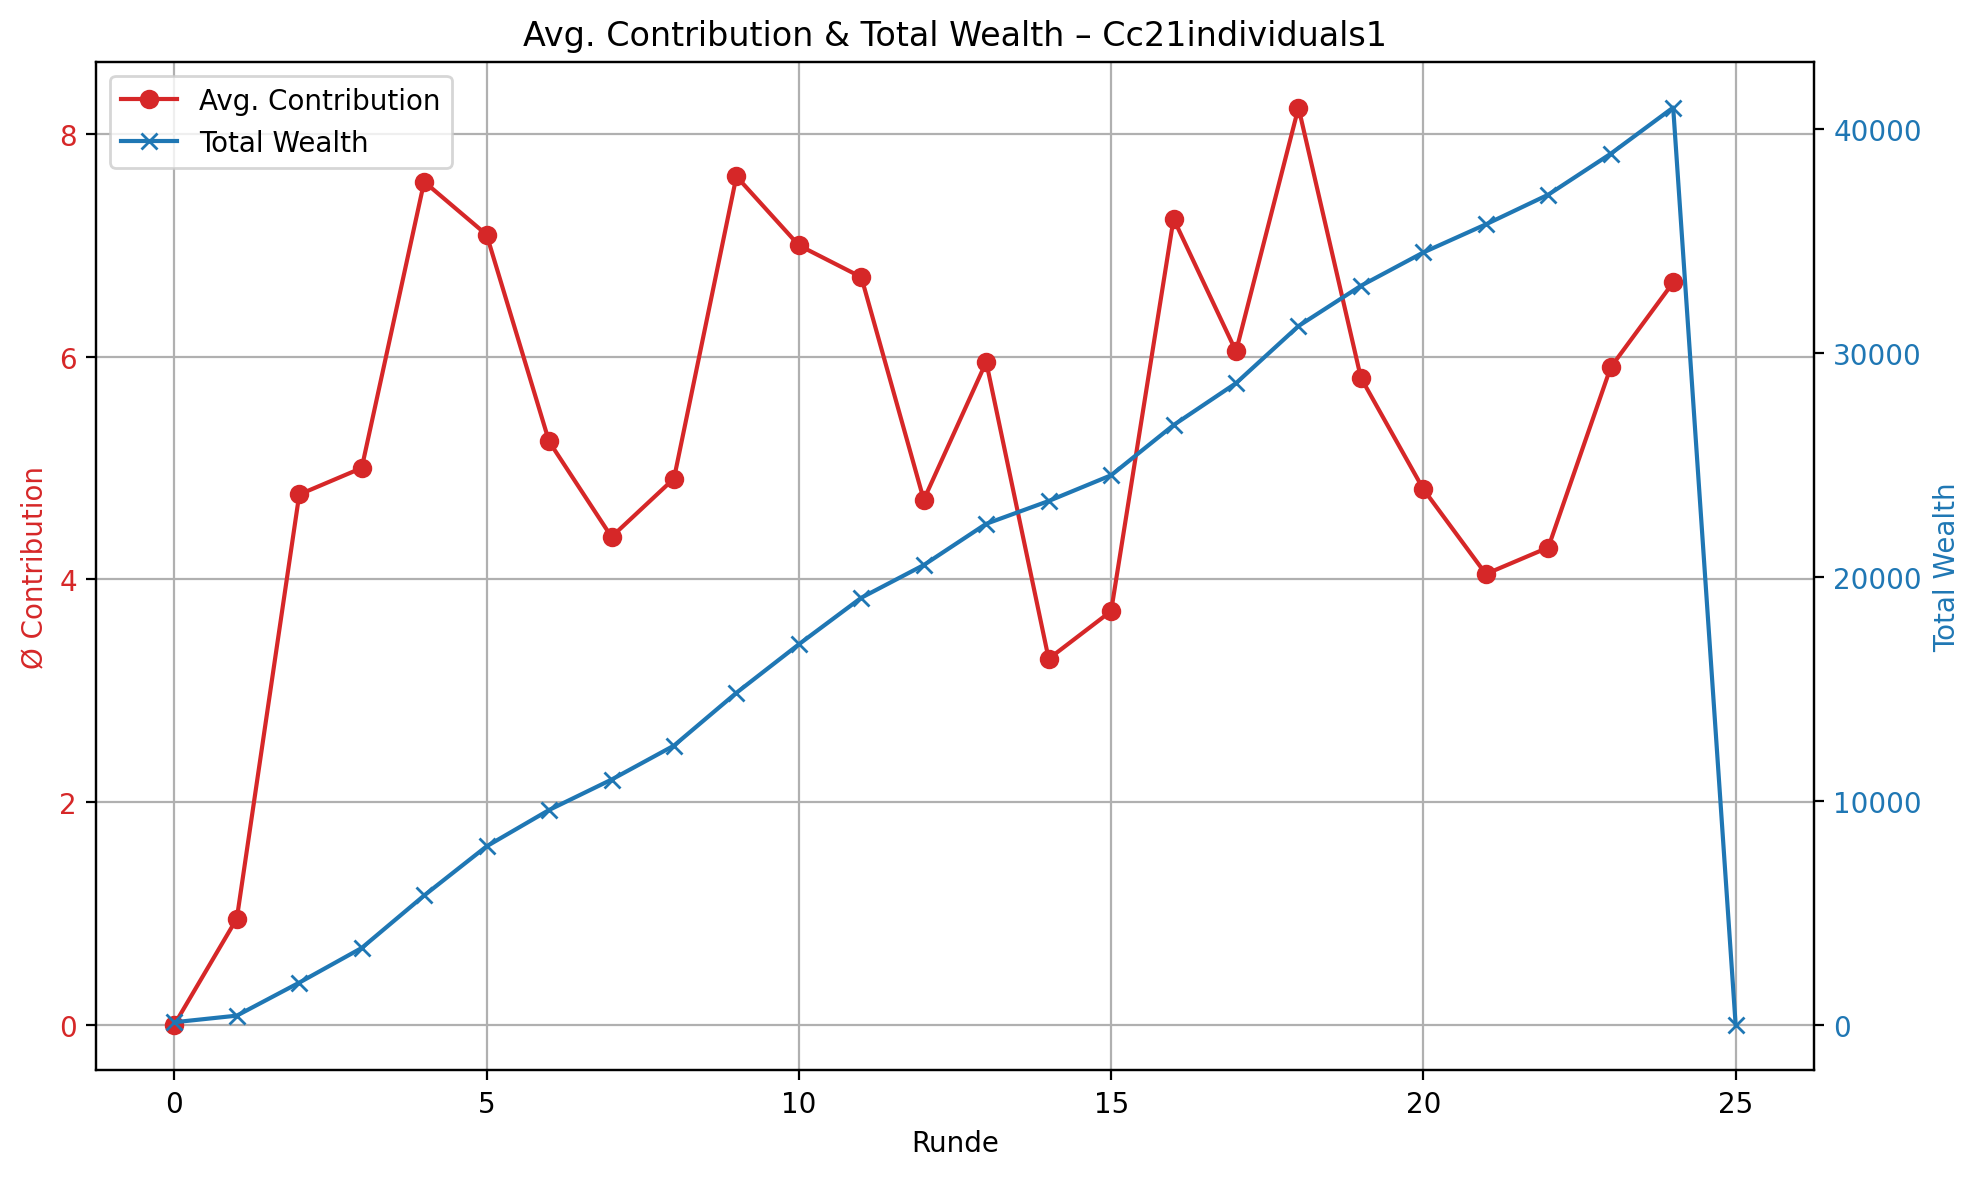 Avg. Contribution & Total Wealth – Cc21individuals1
Avg. Contribution
Total Wealth
Ø Contribution
8
6
4
2
0
40000
30000
20000
10000
0
Total Wealth
0 5 10 15 20 25
Runde